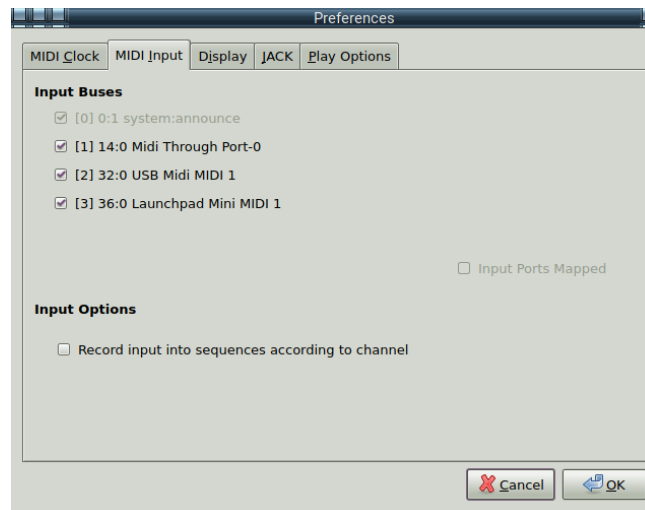 Preferences
MIDI Clock MIDI Input Display JACK Play Options
Input Buses
[0] 0:1 system:announce
[1] 14:0 Midi Through Port-0
[2] 32:0 USB Midi MIDI 1
[3] 36:0 Launchpad Mini MIDI 1
Input Ports Mapped
Input Options
Record input into sequences according to channel
Cancel OK